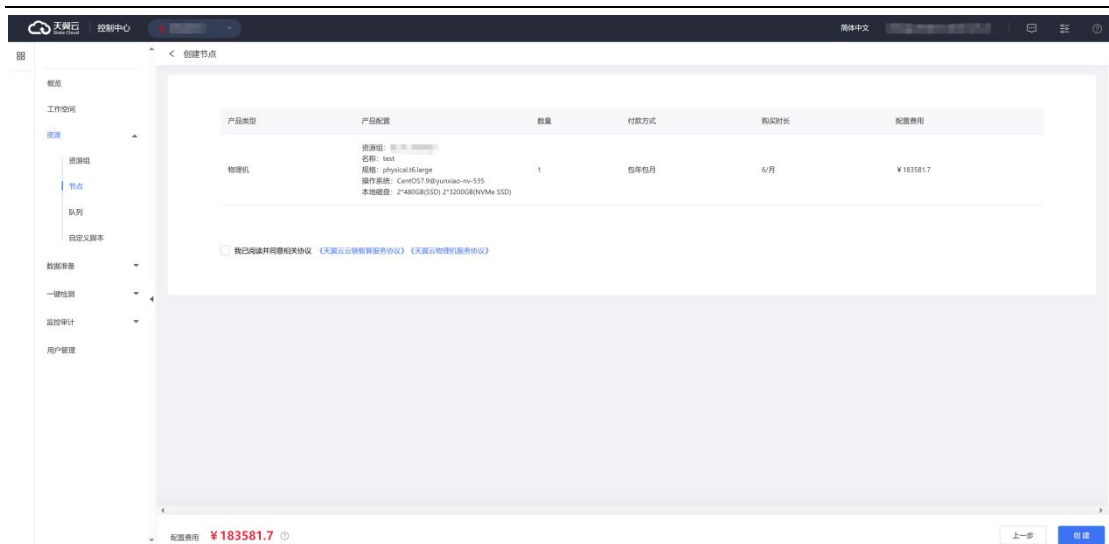 天翼云
State Cloud
控制中心
简体中文
创建节点
概览
工作空间
资源
资源组
节点
队列
自定义脚本
数据准备
一键检测
监控审计
用户管理
产品类型 产品配置 数量 付款方式 购买时长 配置费用
资源组：
名称：test
规格：physical.t6.large
物理机 1 包年包月 6/月 ¥183581.7
操作系统：CentOS7.9@yunxiao-nv-535
本地磁盘：2*480GB(SSD) 2*3200GB(NVMe SSD)
我已阅读并同意相关协议 《天翼云云骁智算服务协议》《天翼云物理机服务协议》
配置费用 ¥183581.7
上一步
创建